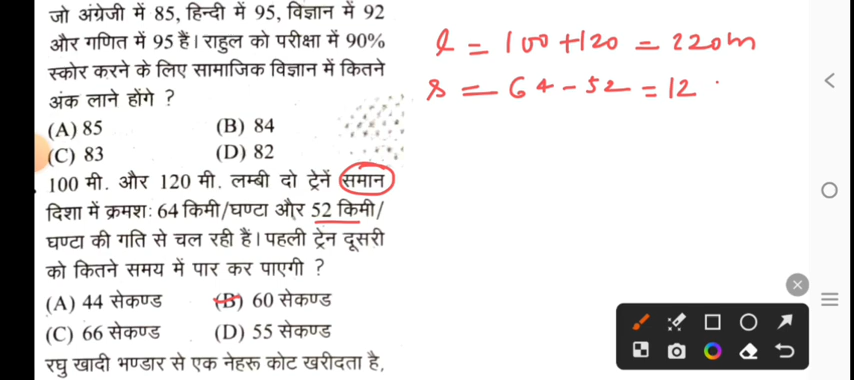 जो अंग्रेजी में 85, हिन्दी में 95, विज्ञान में 92
और गणित में 95 हैं। राहुल को परीक्षा में 90%
स्कोर करने के लिए सामाजिक विज्ञान में कितने
अंक लाने होंगे ?
(A) 85 (B) 84
(C) 83 (D) 82
100 मी. और 120 मी. लम्बी दो ट्रेनें समान
दिशा में क्रमशः 64 किमी/घण्टा और 52 किमी/
घण्टा की गति से चल रही हैं। पहली ट्रेन दूसरी
को कितने समय में पार कर पाएगी ?
(A) 44 सेकण्ड (B) 60 सेकण्ड
(C) 66 सेकण्ड (D) 55 सेकण्ड
रघु खादी भण्डार से एक नेहरू कोट खरीदता है,
l = 100 + 120 = 220m
s = 64 - 52 = 12